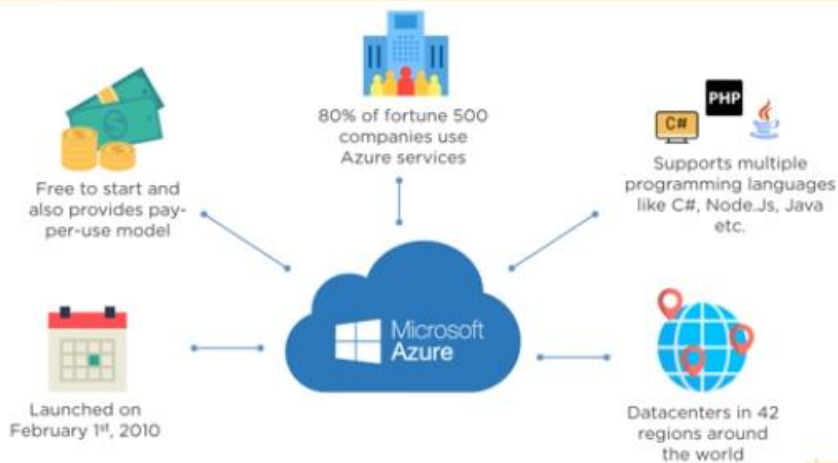 80% of fortune 500
companies use
Azure services
Free to start and
also provides pay-
per-use model
C#
PHP
Supports multiple
programming languages
like C#, Node.Js, Java
etc.
Microsoft
Azure
Launched on
February 1st, 2010
Datacenters in 42
regions around
the world